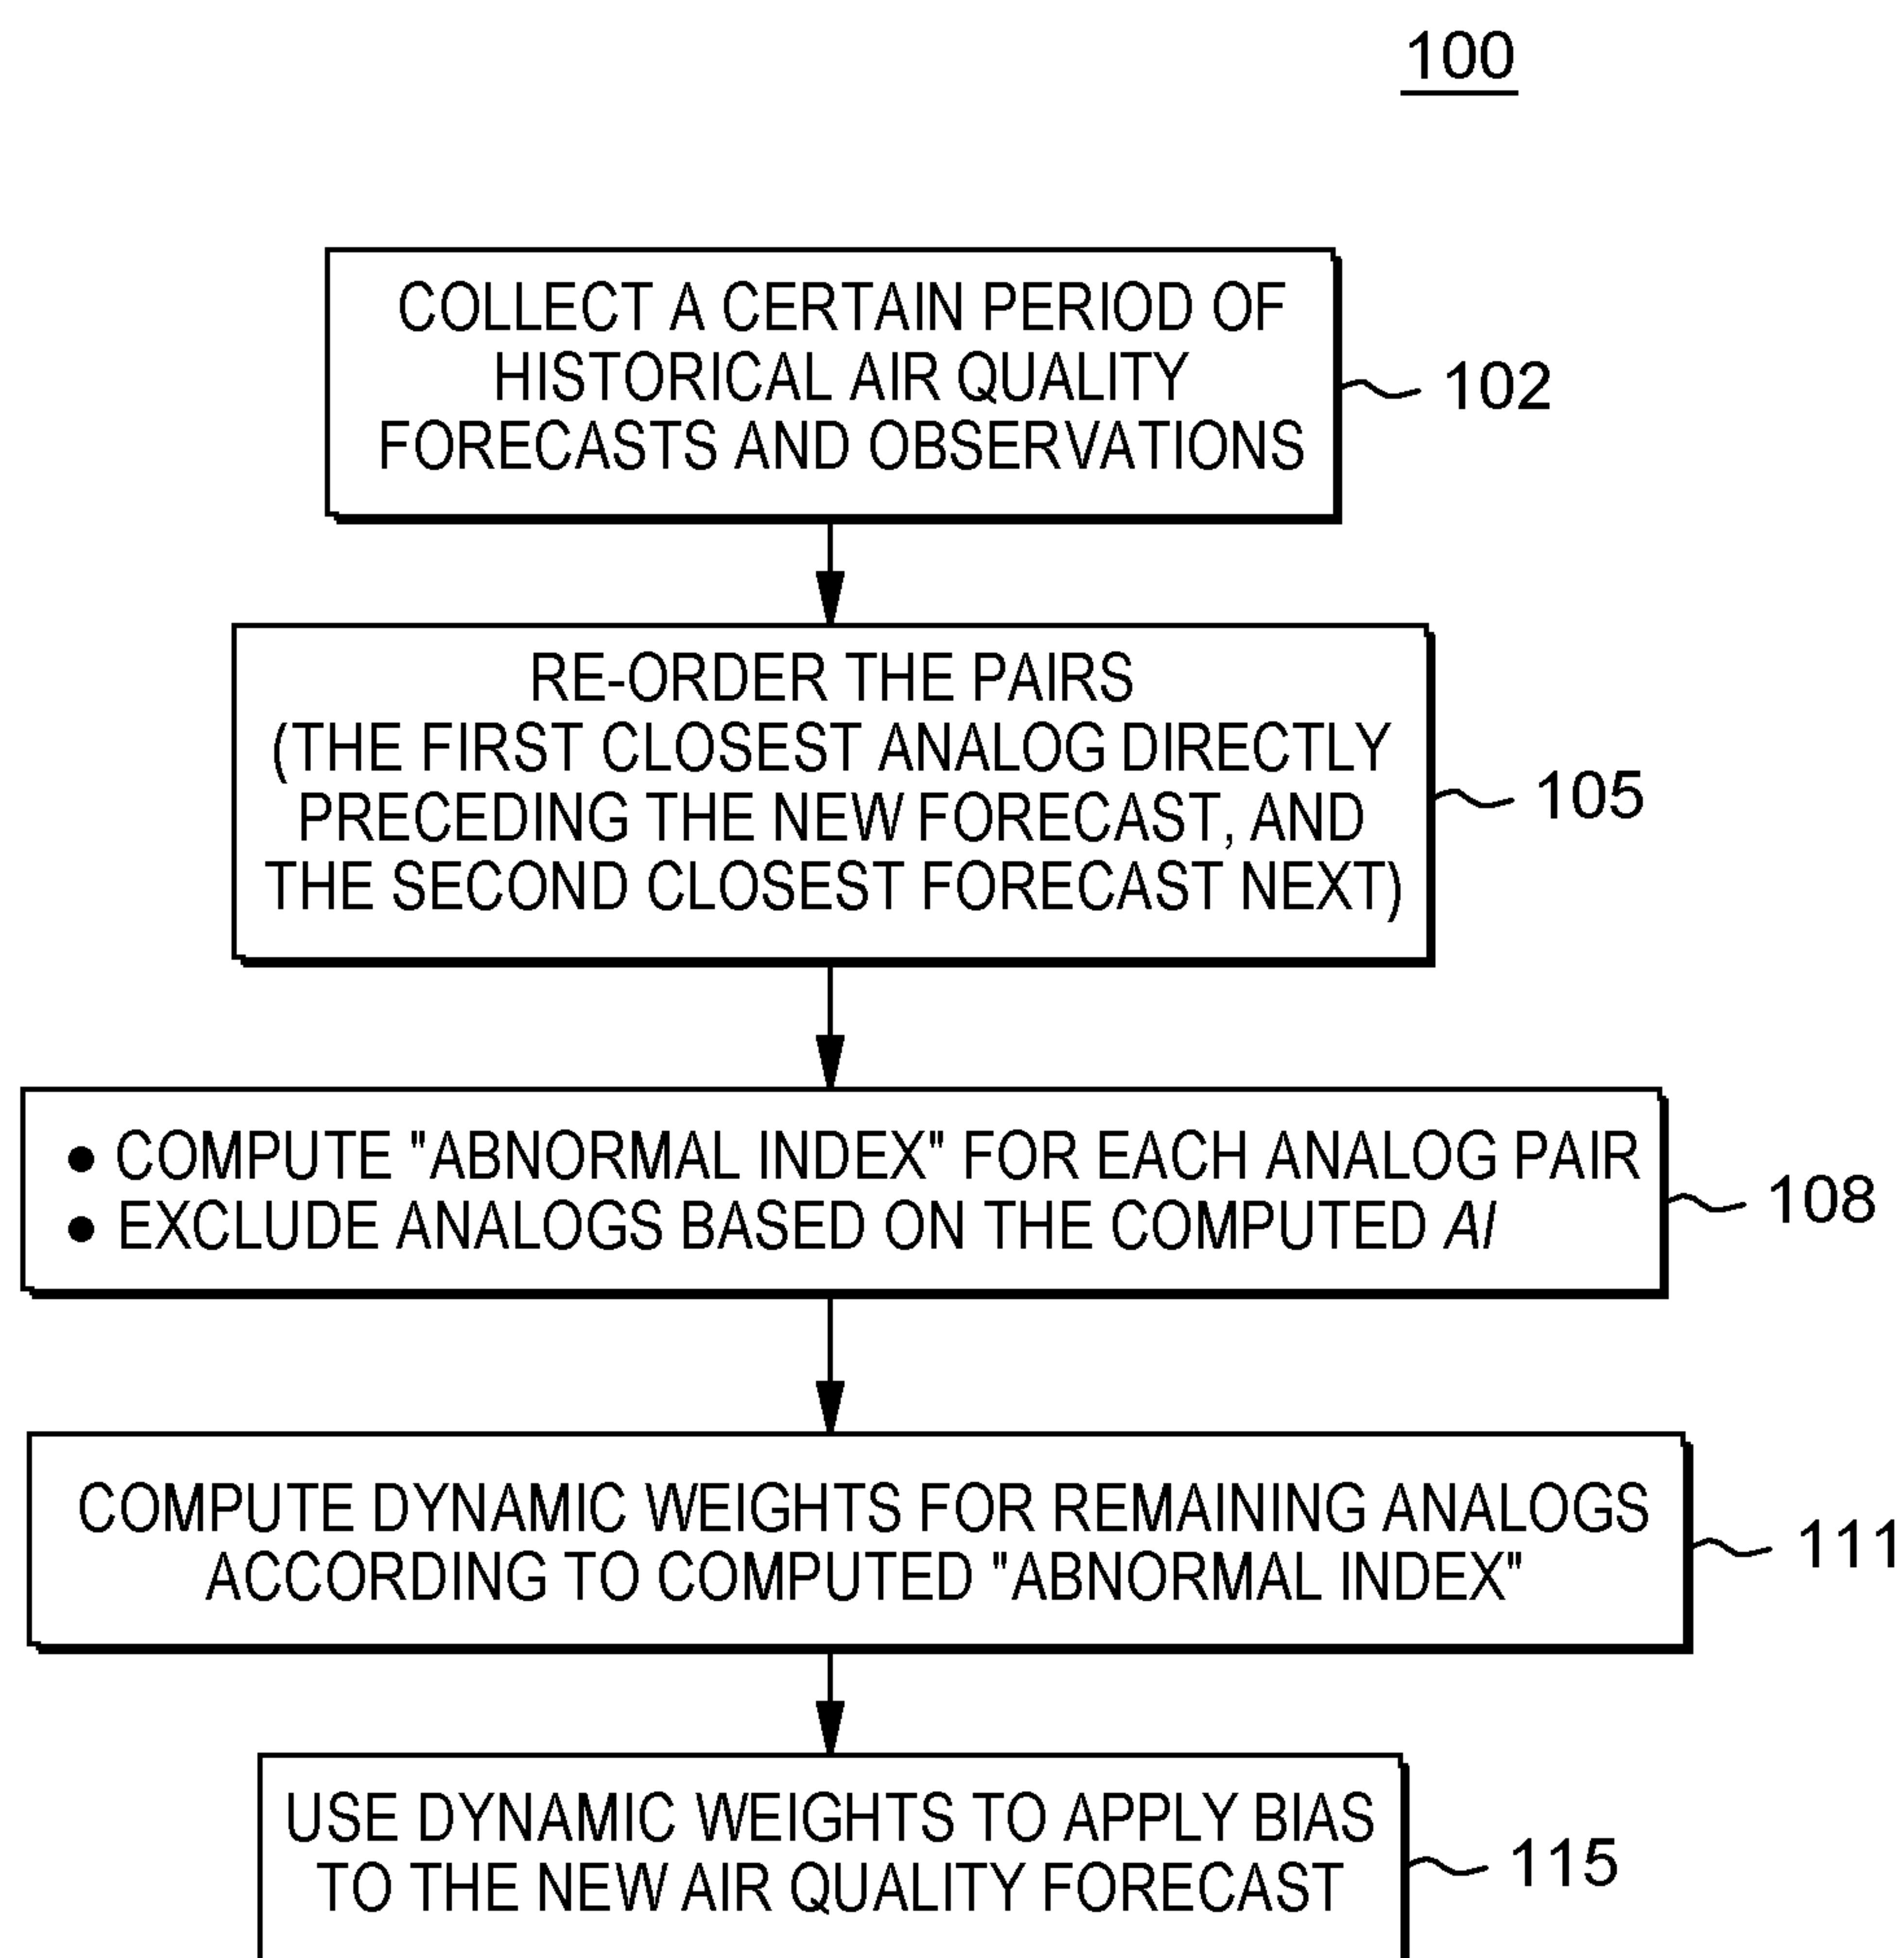 100
COLLECT A CERTAIN PERIOD OF
HISTORICAL AIR QUALITY
FORECASTS AND OBSERVATIONS
102
RE-ORDER THE PAIRS
(THE FIRST CLOSEST ANALOG DIRECTLY
PRECEDING THE NEW FORECAST, AND
THE SECOND CLOSEST FORECAST NEXT)
105
• COMPUTE "ABNORMAL INDEX" FOR EACH ANALOG PAIR
• EXCLUDE ANALOGS BASED ON THE COMPUTED AI
108
COMPUTE DYNAMIC WEIGHTS FOR REMAINING ANALOGS
ACCORDING TO COMPUTED "ABNORMAL INDEX"
111
USE DYNAMIC WEIGHTS TO APPLY BIAS
TO THE NEW AIR QUALITY FORECAST
115